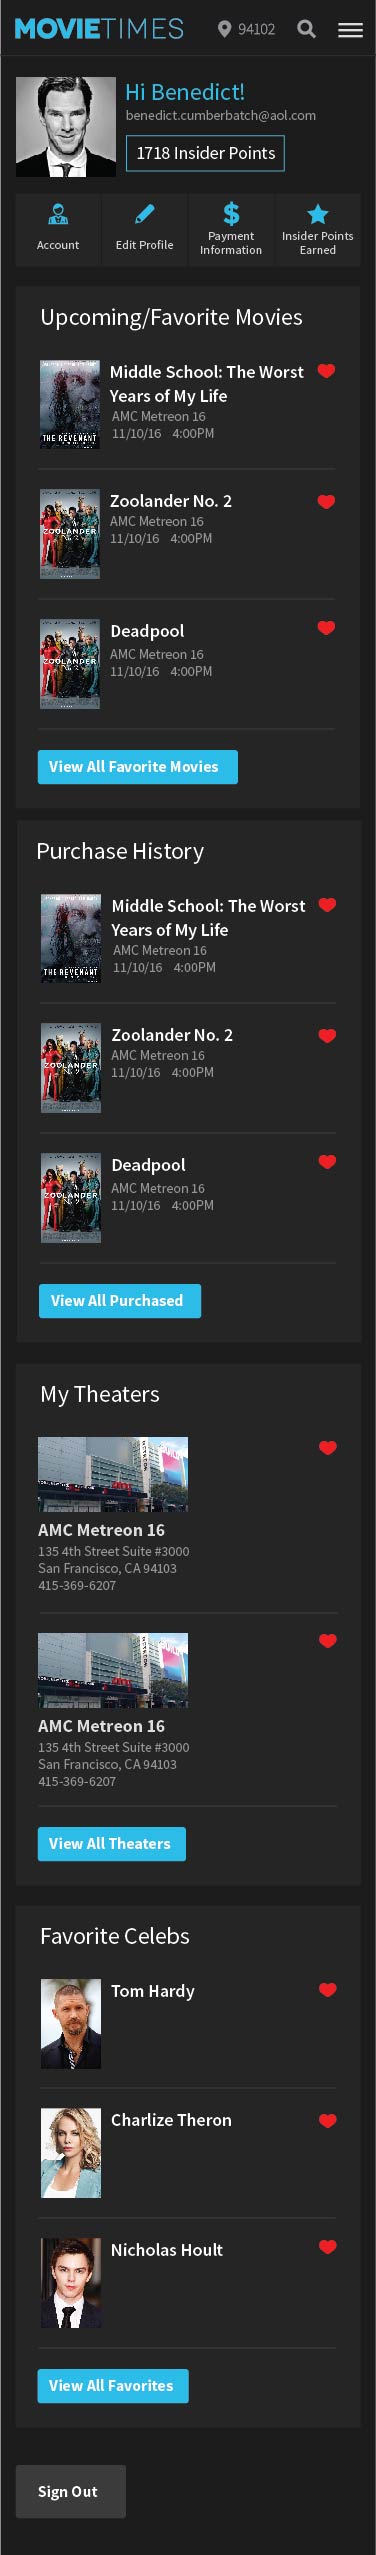 MOVIETIMES 94102
Hi Benedict!
benedict.cumberbatch@aol.com
1718 Insider Points
Account
Edit Profile
Payment
Information
Insider Points
Earned
Upcoming/Favorite Movies
THE REVENANT
Middle School: The Worst
Years of My Life
AMC Metreon 16
11/10/16 4:00PM
ZOOLANDER
Zoolander No. 2
AMC Metreon 16
11/10/16 4:00PM
ZOOLANDER
Deadpool
AMC Metreon 16
11/10/16 4:00PM
View All Favorite Movies
Purchase History
THE REVENANT
Middle School: The Worst
Years of My Life
AMC Metreon 16
11/10/16 4:00PM
ZOOLANDER
Zoolander No. 2
AMC Metreon 16
11/10/16 4:00PM
ZOOLANDER
Deadpool
AMC Metreon 16
11/10/16 4:00PM
View All Purchased
My Theaters
AMC Metreon 16
135 4th Street Suite #3000
San Francisco, CA 94103
415-369-6207
AMC Metreon 16
135 4th Street Suite #3000
San Francisco, CA 94103
415-369-6207
View All Theaters
Favorite Celebs
Tom Hardy
Charlize Theron
Nicholas Hoult
View All Favorites
Sign Out